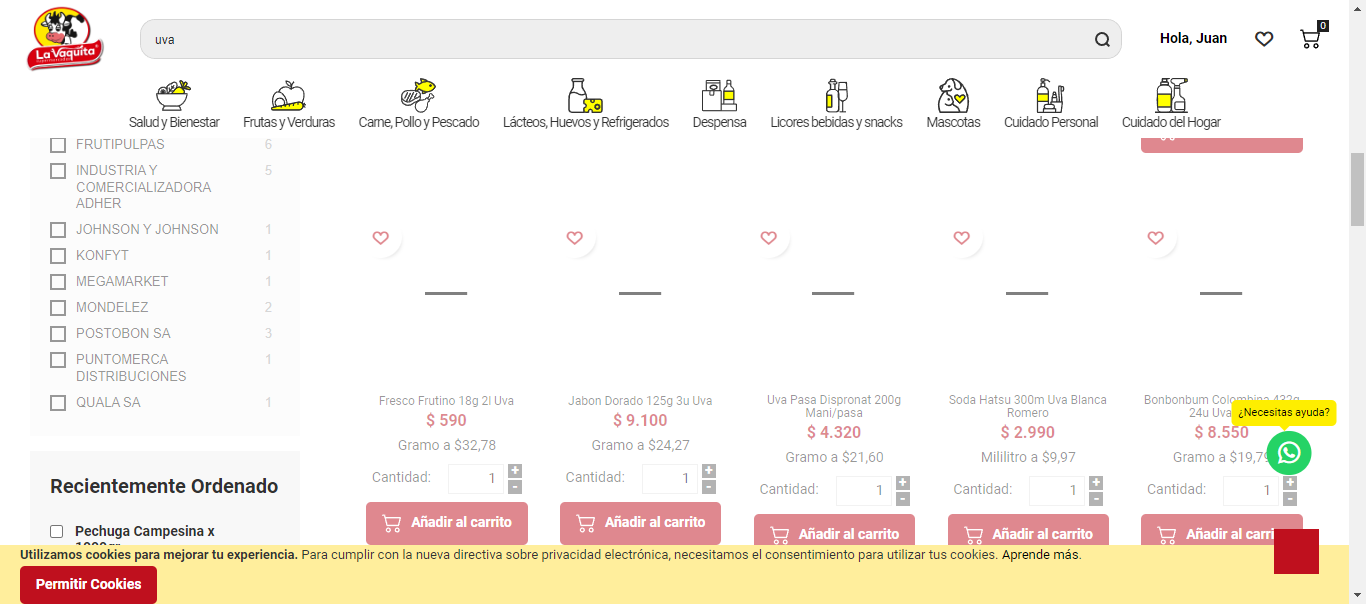 La Vaquita
uva
Hola, Juan
0
Salud y Bienestar
Frutas y Verduras
Carne, Pollo y Pescado
Lácteos, Huevos y Refrigerados
Despensa
Licores bebidas y snacks
Mascotas
Cuidado Personal
Cuidado del Hogar
FRUTIPULPAS 6
INDUSTRIA Y 5
COMERCIALIZADORA
ADHER
JOHNSON Y JOHNSON 1
KONFYT 1
MEGAMARKET 1
MONDELEZ 2
POSTOBON SA 3
PUNTOMERCA 1
DISTRIBUCIONES
QUALA SA 1
Recientemente Ordenado
Pechuga Campesina x
1000gr
Fresco Frutino 18g 2l Uva
$ 590
Gramo a $32,78
Cantidad: 1 + -
Añadir al carrito
Jabon Dorado 125g 3u Uva
$ 9.100
Gramo a $24,27
Cantidad: 1 + -
Añadir al carrito
Uva Pasa Dispronat 200g
Mani/pasa
$ 4.320
Gramo a $21,60
Cantidad: 1 + -
Añadir al carrito
Soda Hatsu 300m Uva Blanca
Romero
$ 2.990
Mililitro a $9,97
Cantidad: 1 + -
Añadir al carrito
Bonbonbum Colombina 432g
24u Uva
$ 8.550
Gramo a $19,79
Cantidad: 1 + -
Añadir al carri
¿Necesitas ayuda?
Utilizamos cookies para mejorar tu experiencia. Para cumplir con la nueva directiva sobre privacidad electrónica, necesitamos el consentimiento para utilizar tus cookies. Aprende más.
Permitir Cookies